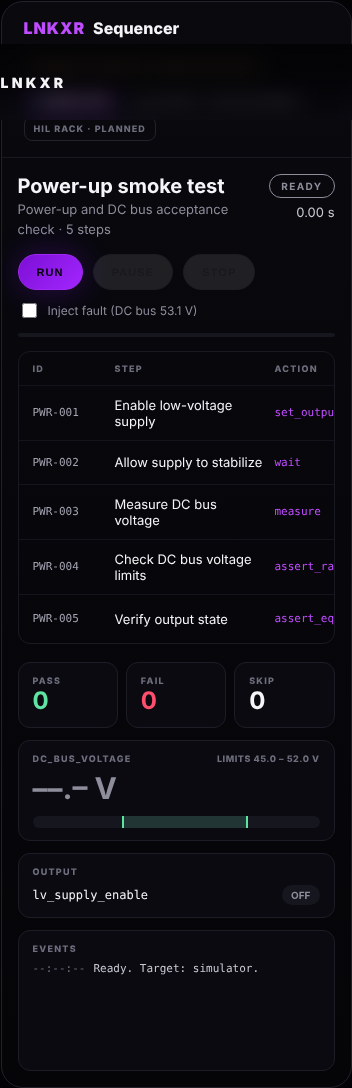 LNKXR Sequencer
LNKXR
HIL RACK · PLANNED
Power-up smoke test
READY
Power-up and DC bus acceptance
check · 5 steps
0.00 s
RUN
PAUSE
STOP
Inject fault (DC bus 53.1 V)
ID STEP ACTION
PWR-001 Enable low-voltage supply set_outpu
PWR-002 Allow supply to stabilize wait
PWR-003 Measure DC bus voltage measure
PWR-004 Check DC bus voltage limits assert_ra
PWR-005 Verify output state assert_eq
PASS FAIL SKIP
0 0 0
DC_BUS_VOLTAGE LIMITS 45.0 – 52.0 V
––.– V
OUTPUT
lv_supply_enable OFF
EVENTS
--:--:-- Ready. Target: simulator.